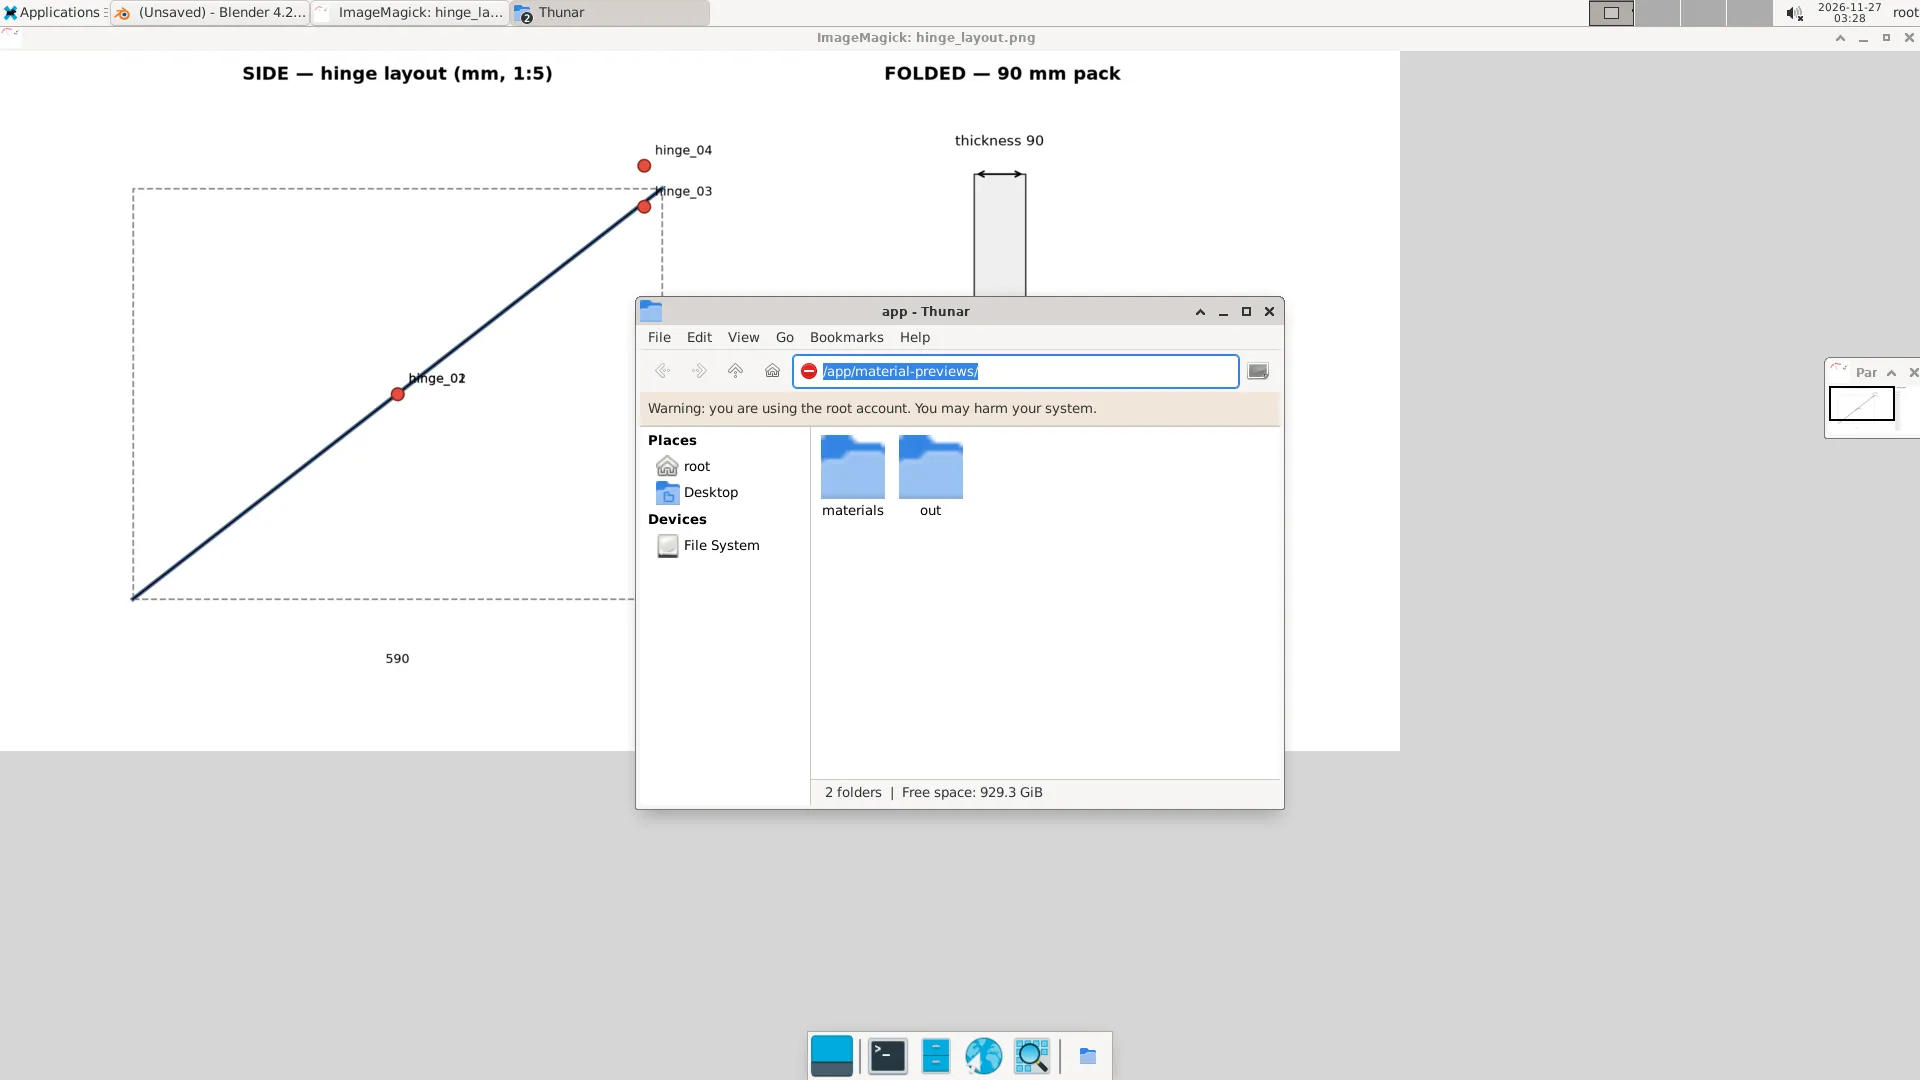 Applications
(Unsaved) - Blender 4.2...
ImageMagick: hinge_la...
2
Thunar
2026-11-27
03:28
root
ImageMagick: hinge_layout.png
SIDE — hinge layout (mm, 1:5)
FOLDED — 90 mm pack
thickness 90
hinge_04
hinge_03
590
app - Thunar
File
Edit
View
Go
Bookmarks
Help
/app/material-previews/
Warning: you are using the root account. You may harm your system.
Places
root
Desktop
Devices
File System
materials
out
2 folders | Free space: 929.3 GiB
Par